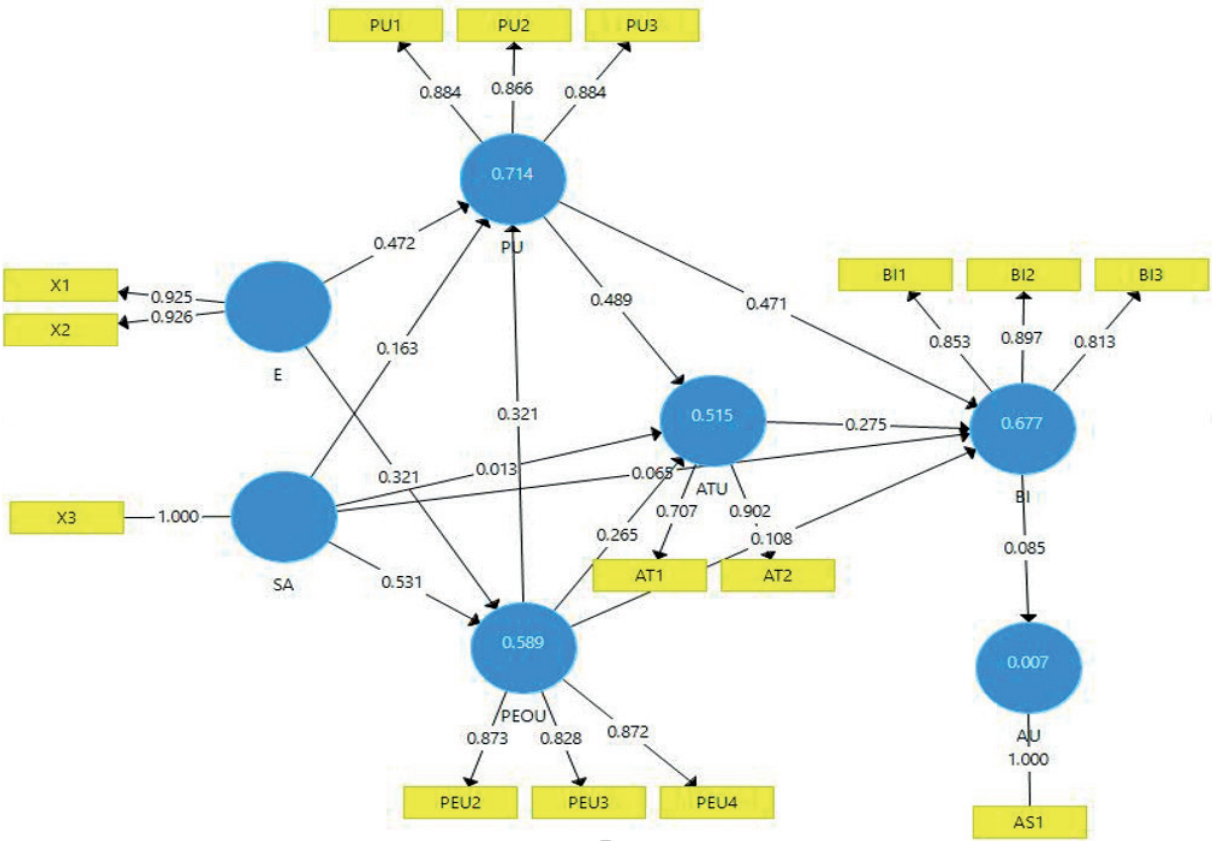 PU1 PU2 PU3
0.884 0.866 0.884
0.714
PU
0.472
X1 0.925
X2 0.926
E
BI1 BI2 BI3
0.853 0.897 0.813
0.489
0.471
0.163
0.321
0.515
ATU
0.275
0.677
BI
0.321
0.013
0.065
X3 1.000
SA
0.707 0.902
0.265
0.108
0.531
AT1 AT2
0.085
0.589
PEOU
0.007
AU
1.000
0.873 0.828 0.872
PEU2 PEU3 PEU4
AS1